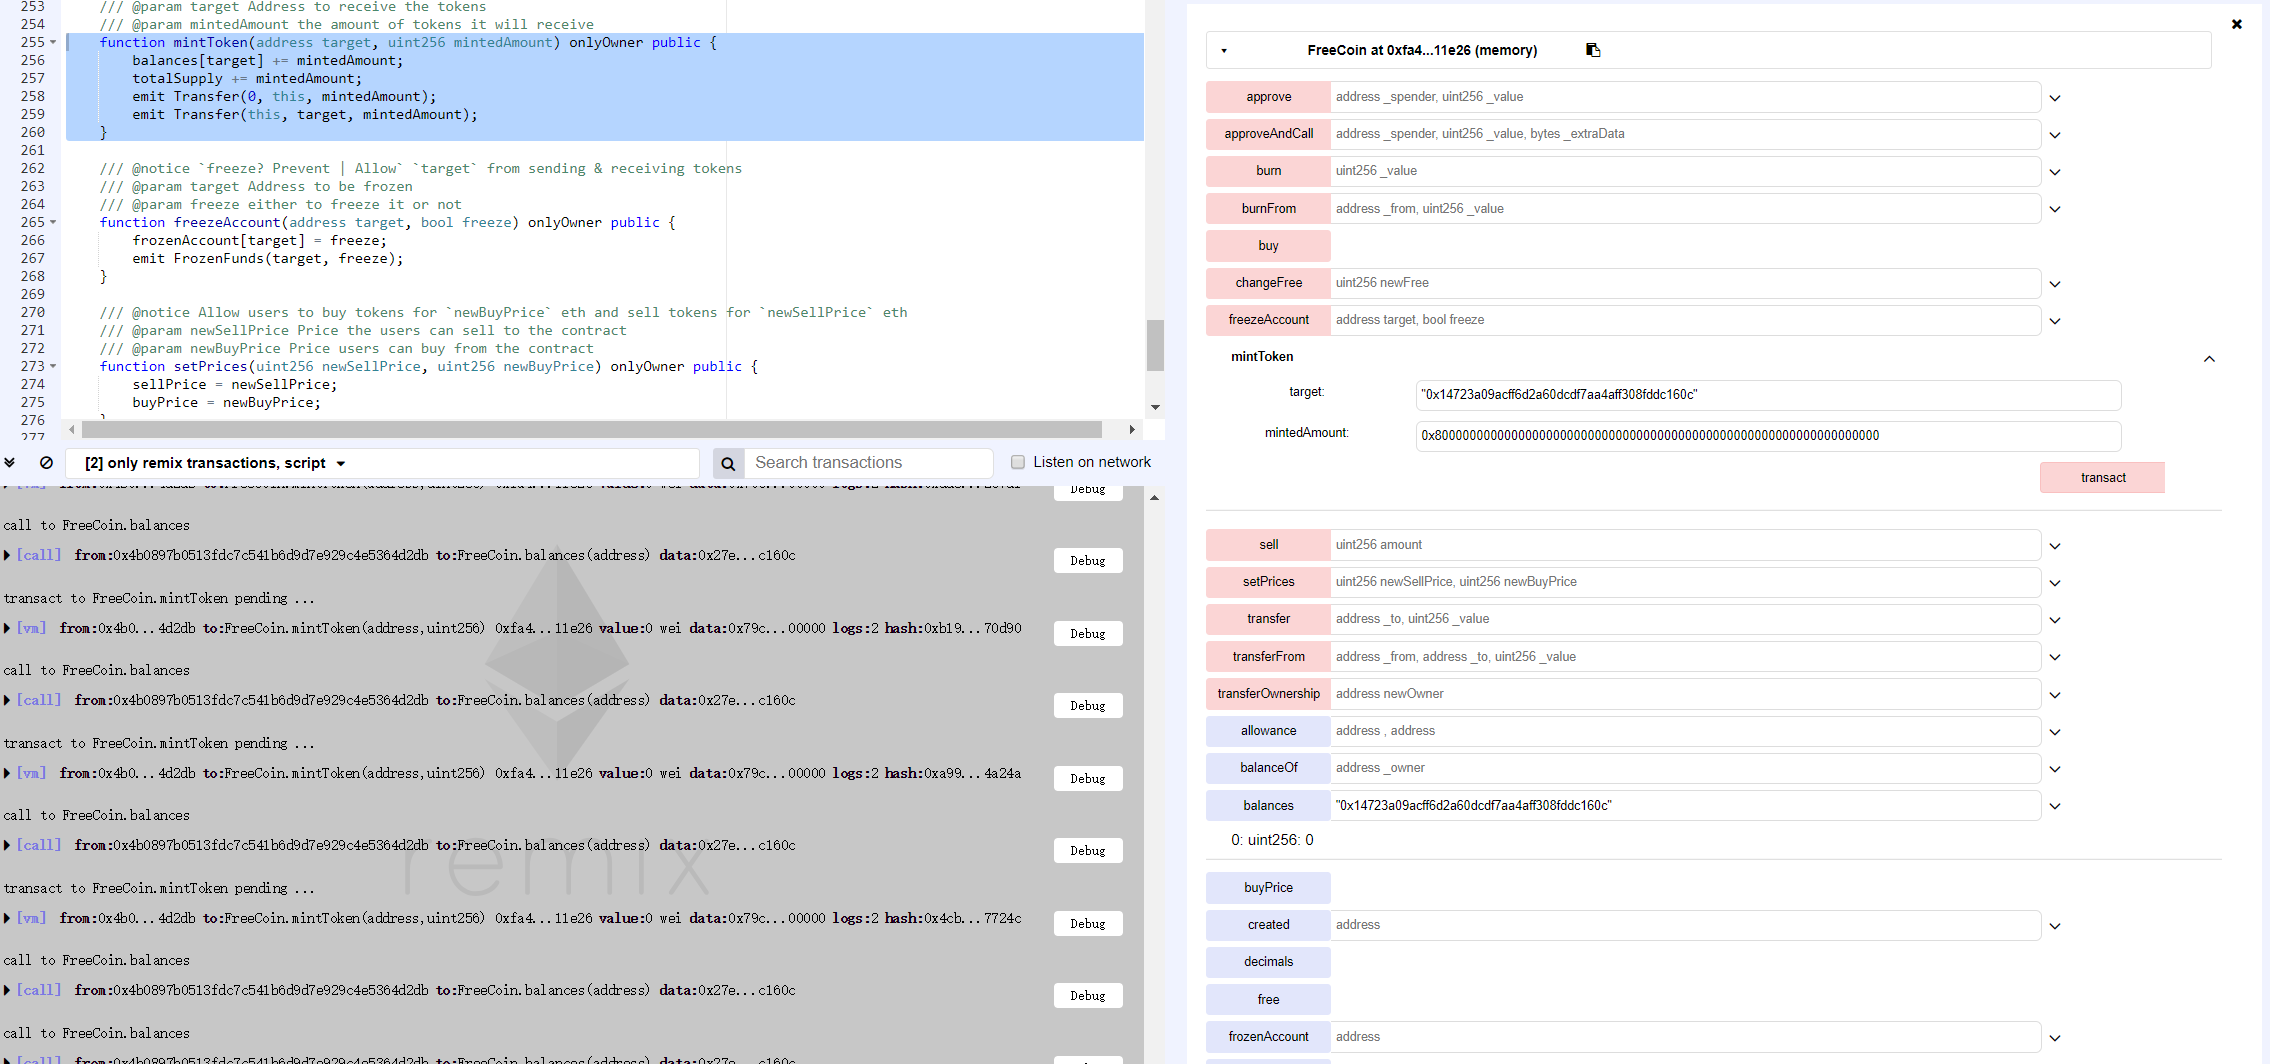 253 /// @param target Address to receive the tokens
254 /// @param mintedAmount the amount of tokens it will receive
255 function mintToken(address target, uint256 mintedAmount) onlyOwner public {
256 balances[target] += mintedAmount;
257 totalSupply += mintedAmount;
258 emit Transfer(0, this, mintedAmount);
259 emit Transfer(this, target, mintedAmount);
260 }
261
262 /// @notice `freeze? Prevent | Allow` `target` from sending & receiving tokens
263 /// @param target Address to be frozen
264 /// @param freeze either to freeze it or not
265 function freezeAccount(address target, bool freeze) onlyOwner public {
266 frozenAccount[target] = freeze;
267 emit FrozenFunds(target, freeze);
268 }
269
270 /// @notice Allow users to buy tokens for `newBuyPrice` eth and sell tokens for `newSellPrice` eth
271 /// @param newSellPrice Price the users can sell to the contract
272 /// @param newBuyPrice Price users can buy from the contract
273 function setPrices(uint256 newSellPrice, uint256 newBuyPrice) onlyOwner public {
274 sellPrice = newSellPrice;
275 buyPrice = newBuyPrice;
276 }
277
[2] only remix transactions, script
Search transactions
Listen on network
Debug
call to FreeCoin.balances
[call] from:0x4b0897b0513fdc7c541b6d9d7e929c4e5364d2db to:FreeCoin.balances(address) data:0x27e...c160c
Debug
transact to FreeCoin.mintToken pending ...
[vm] from:0x4b0...4d2db to:FreeCoin.mintToken(address,uint256) 0xfa4...11e26 value:0 wei data:0x79c...00000 logs:2 hash:0xb19...70d90
Debug
call to FreeCoin.balances
[call] from:0x4b0897b0513fdc7c541b6d9d7e929c4e5364d2db to:FreeCoin.balances(address) data:0x27e...c160c
Debug
transact to FreeCoin.mintToken pending ...
[vm] from:0x4b0...4d2db to:FreeCoin.mintToken(address,uint256) 0xfa4...11e26 value:0 wei data:0x79c...00000 logs:2 hash:0xa99...4a24a
Debug
call to FreeCoin.balances
[call] from:0x4b0897b0513fdc7c541b6d9d7e929c4e5364d2db to:FreeCoin.balances(address) data:0x27e...c160c
Debug
remix
transact to FreeCoin.mintToken pending ...
[vm] from:0x4b0...4d2db to:FreeCoin.mintToken(address,uint256) 0xfa4...11e26 value:0 wei data:0x79c...00000 logs:2 hash:0x4cb...7724c
Debug
call to FreeCoin.balances
[call] from:0x4b0897b0513fdc7c541b6d9d7e929c4e5364d2db to:FreeCoin.balances(address) data:0x27e...c160c
Debug
call to FreeCoin.balances
[call] from:0x4b0897b0513fdc7c541b6d9d7e929c4e5364d2db to:FreeCoin.balances(address) data:0x27e...c160c
FreeCoin at 0xfa4...11e26 (memory)
approve address _spender, uint256 _value
approveAndCall address _spender, uint256 _value, bytes _extraData
burn uint256 _value
burnFrom address _from, uint256 _value
buy
changeFree uint256 newFree
freezeAccount address target, bool freeze
mintToken
target: "0x14723a09acff6d2a60dcdf7aa4aff308fddc160c"
mintedAmount: 0x8000000000000000000000000000000000000000000000000000000000000000
transact
sell uint256 amount
setPrices uint256 newSellPrice, uint256 newBuyPrice
transfer address _to, uint256 _value
transferFrom address _from, address _to, uint256 _value
transferOwnership address newOwner
allowance address , address
balanceOf address _owner
balances "0x14723a09acff6d2a60dcdf7aa4aff308fddc160c"
0: uint256: 0
buyPrice
created address
decimals
free
frozenAccount address